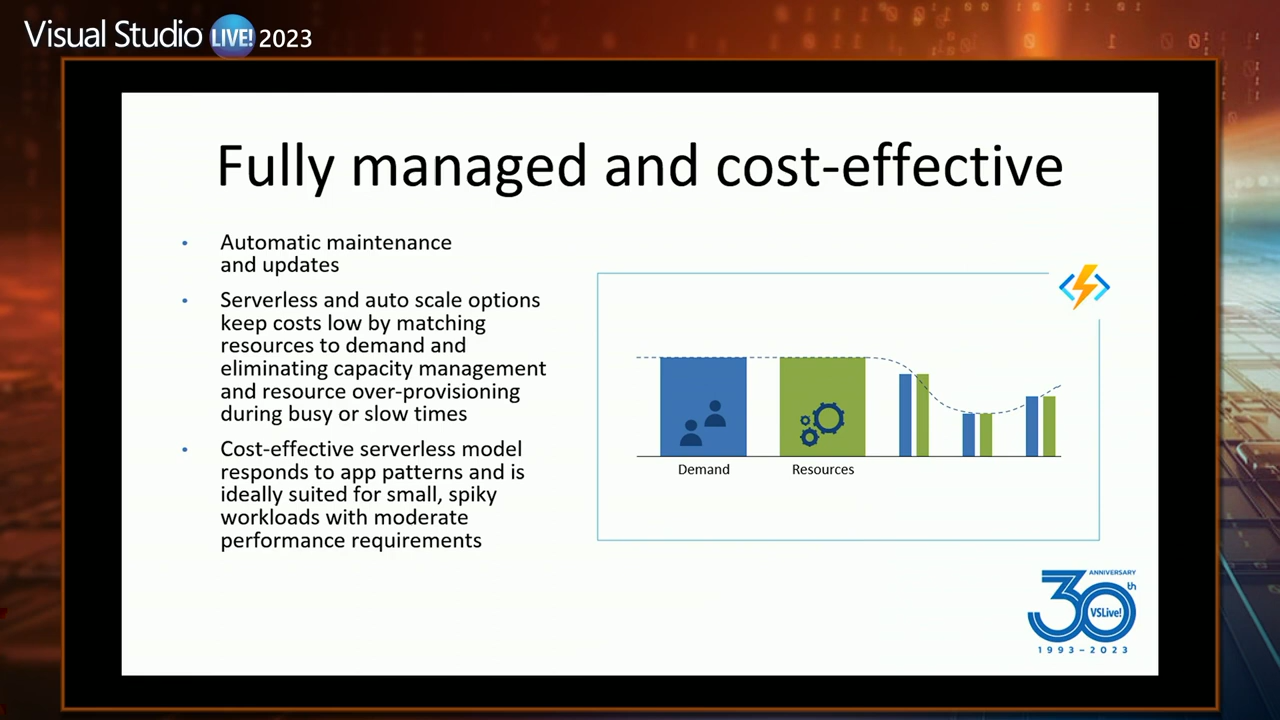 Visual Studio LIVE! 2023
Fully managed and cost-effective
• Automatic maintenance
and updates
• Serverless and auto scale options
keep costs low by matching
resources to demand and
eliminating capacity management
and resource over-provisioning
during busy or slow times
• Cost-effective serverless model
responds to app patterns and is
ideally suited for small, spiky
workloads with moderate
performance requirements
Demand
Resources
ANNIVERSARY
30th
VSLive!
1993-2023